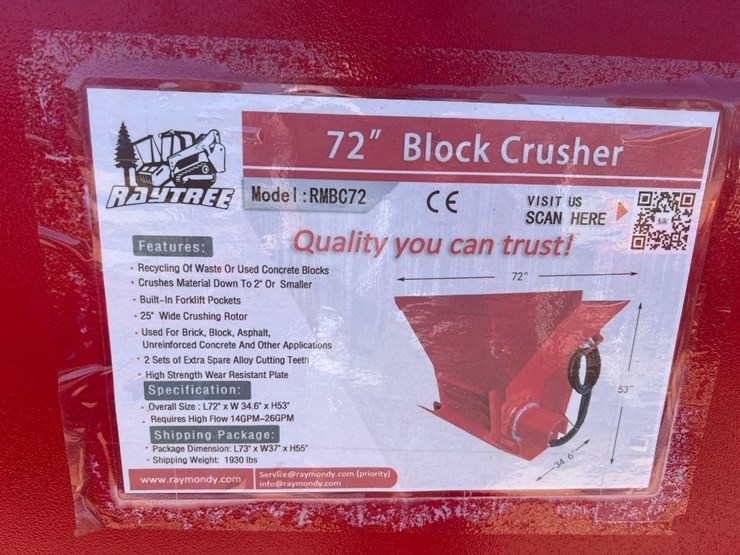 RAYTREE
72" Block Crusher
Model:RMBC72
CE
VISIT US
SCAN HERE
Quality you can trust!
Features:
• Recycling Of Waste Or Used Concrete Blocks
• Crushes Material Down To 2" Or Smaller
• Built-In Forklift Pockets
• 25" Wide Crushing Rotor
• Used For Brick, Block, Asphalt,
Unreinforced Concrete And Other Applications
• 2 Sets of Extra Spare Alloy Cutting Teeth
• High Strength Wear Resistant Plate
Specification:
• Overall Size : L72" x W 34.6" x H53"
• Requires High Flow 14GPM-26GPM
Shipping Package:
• Package Dimension: L73" x W37" x H55"
• Shipping Weight: 1930 lbs
www.raymondy.com
Service@raymondy.com (priority)
info@raymondy.com
72"
53"
34.6"